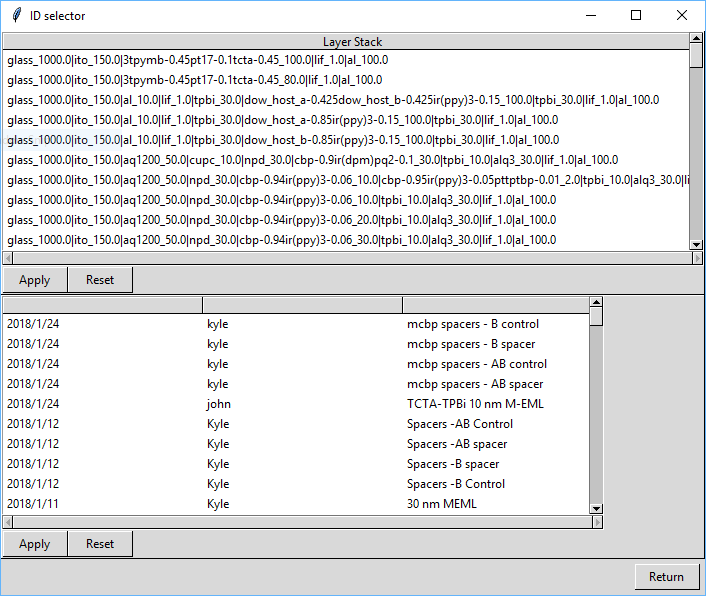 ID selector
Layer Stack
glass_1000.0|ito_150.0|3tpymb-0.45pt17-0.1tcta-0.45_100.0|lif_1.0|al_100.0
glass_1000.0|ito_150.0|3tpymb-0.45pt17-0.1tcta-0.45_80.0|lif_1.0|al_100.0
glass_1000.0|ito_150.0|al_10.0|lif_1.0|tpbi_30.0|dow_host_a-0.425dow_host_b-0.425ir(ppy)3-0.15_100.0|tpbi_30.0|lif_1.0|al_100.0
glass_1000.0|ito_150.0|al_10.0|lif_1.0|tpbi_30.0|dow_host_a-0.85ir(ppy)3-0.15_100.0|tpbi_30.0|lif_1.0|al_100.0
glass_1000.0|ito_150.0|al_10.0|lif_1.0|tpbi_30.0|dow_host_b-0.85ir(ppy)3-0.15_100.0|tpbi_30.0|lif_1.0|al_100.0
glass_1000.0|ito_150.0|aq1200_50.0|cupc_10.0|npd_30.0|cbp-0.9ir(dpm)pq2-0.1_30.0|tpbi_10.0|alq3_30.0|lif_1.0|al_100.0
glass_1000.0|ito_150.0|aq1200_50.0|npd_30.0|cbp-0.94ir(ppy)3-0.06_10.0|cbp-0.95ir(ppy)3-0.05pttptbp-0.01_2.0|tpbi_10.0|alq3_30.0|li
glass_1000.0|ito_150.0|aq1200_50.0|npd_30.0|cbp-0.94ir(ppy)3-0.06_10.0|tpbi_10.0|alq3_30.0|lif_1.0|al_100.0
glass_1000.0|ito_150.0|aq1200_50.0|npd_30.0|cbp-0.94ir(ppy)3-0.06_20.0|tpbi_10.0|alq3_30.0|lif_1.0|al_100.0
glass_1000.0|ito_150.0|aq1200_50.0|npd_30.0|cbp-0.94ir(ppy)3-0.06_30.0|tpbi_10.0|alq3_30.0|lif_1.0|al_100.0
Apply Reset
2018/1/24 kyle mcbp spacers - B control
2018/1/24 kyle mcbp spacers - B spacer
2018/1/24 kyle mcbp spacers - AB control
2018/1/24 kyle mcbp spacers - AB spacer
2018/1/24 john TCTA-TPBi 10 nm M-EML
2018/1/12 Kyle Spacers -AB Control
2018/1/12 Kyle Spacers -AB spacer
2018/1/12 Kyle Spacers -B spacer
2018/1/12 Kyle Spacers -B Control
2018/1/11 Kyle 30 nm MEML
Apply Reset
Return